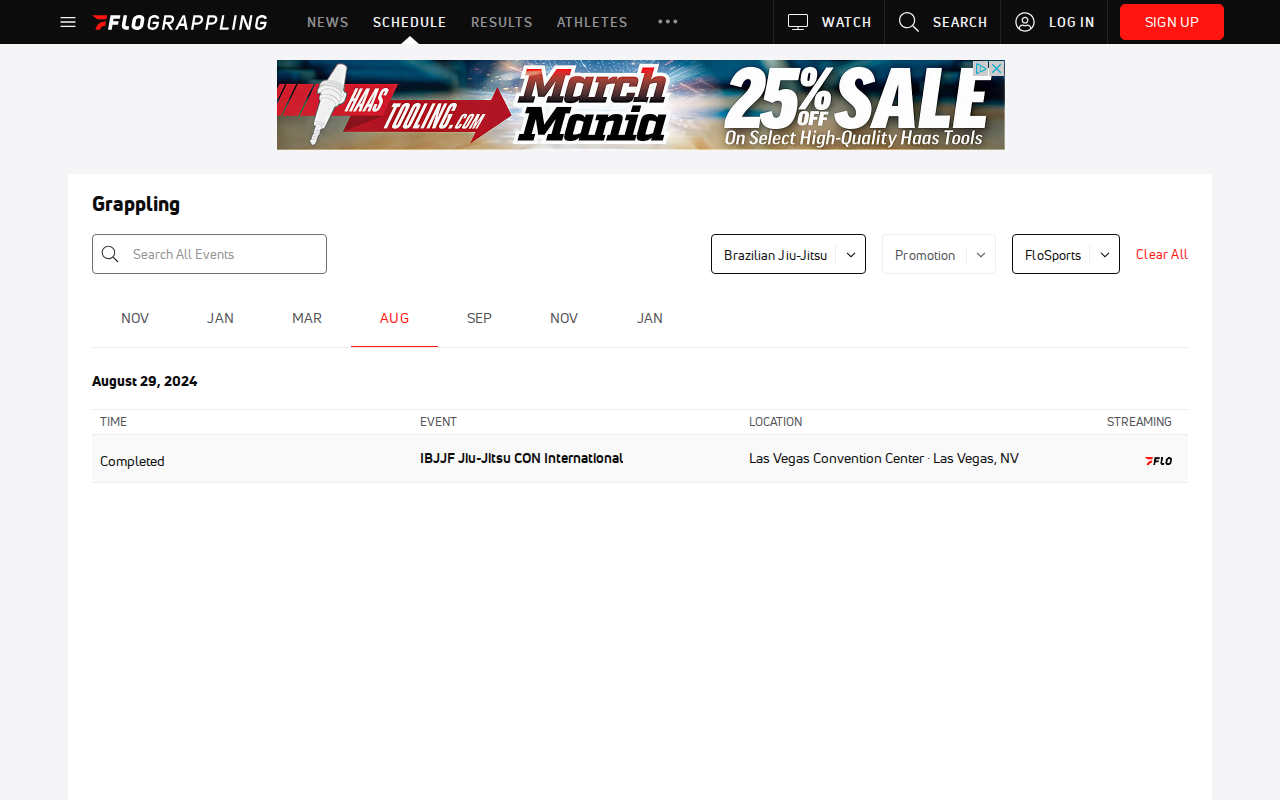 FLOGRAPPLING
NEWS
SCHEDULE
RESULTS
ATHLETES
WATCH
SEARCH
LOG IN
SIGN UP
HAAS
TOOLING.COM
March
Mania
25% OFF SALE
On Select High-Quality Haas Tools
Grappling
Search All Events
Brazilian Jiu-Jitsu
Promotion
FloSports
Clear All
NOV
JAN
MAR
AUG
SEP
NOV
JAN
August 29, 2024
TIME
EVENT
LOCATION
STREAMING
Completed
IBJJF Jiu-Jitsu CON International
Las Vegas Convention Center · Las Vegas, NV
FLO